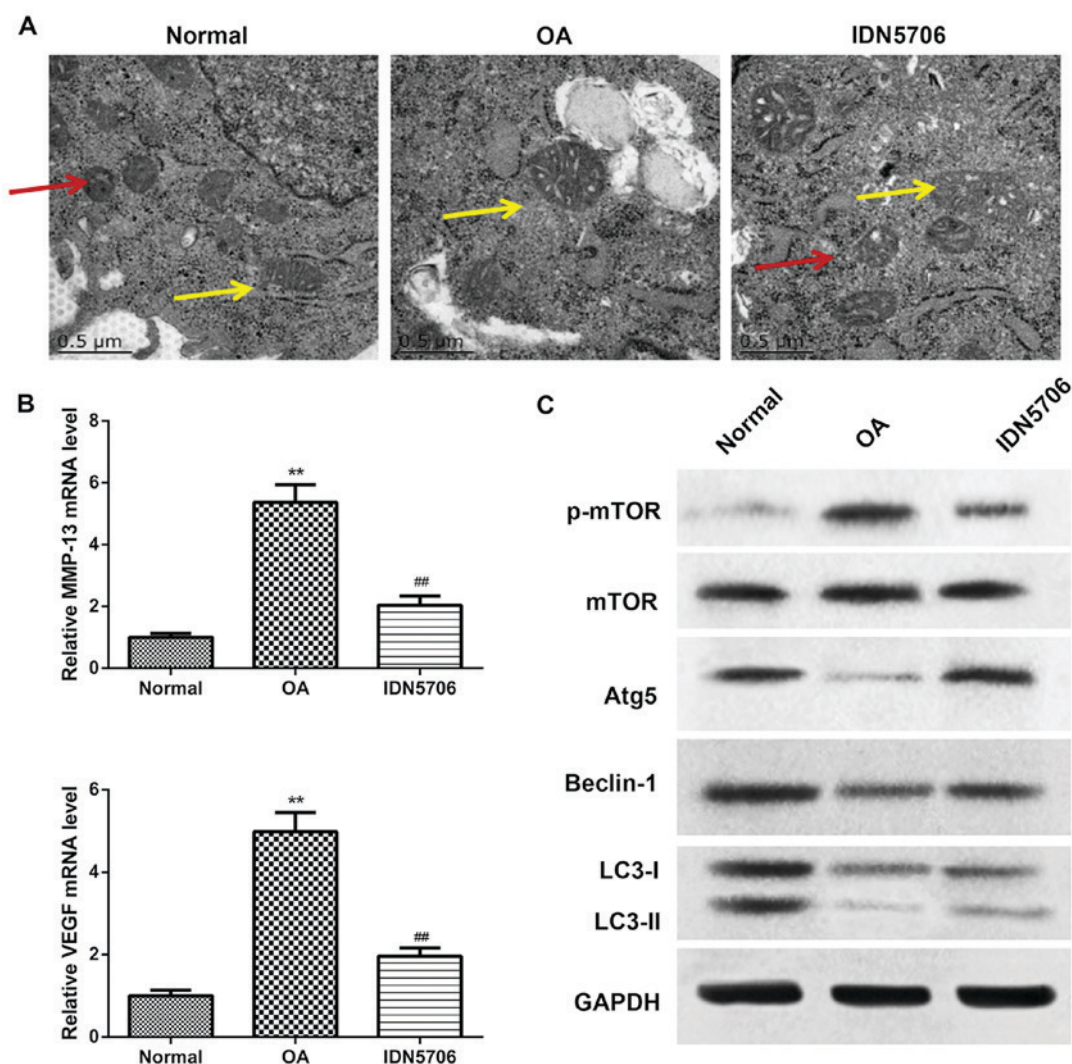 A
Normal
OA
IDN5706
0.5 μm
0.5 μm
0.5 μm
B
Relative MMP-13 mRNA level
8
6
4
2
0
**
##
Normal
OA
IDN5706
Relative VEGF mRNA level
6
4
2
0
**
##
Normal
OA
IDN5706
C
Normal
OA
IDN5706
p-mTOR
mTOR
Atg5
Beclin-1
LC3-I
LC3-II
GAPDH